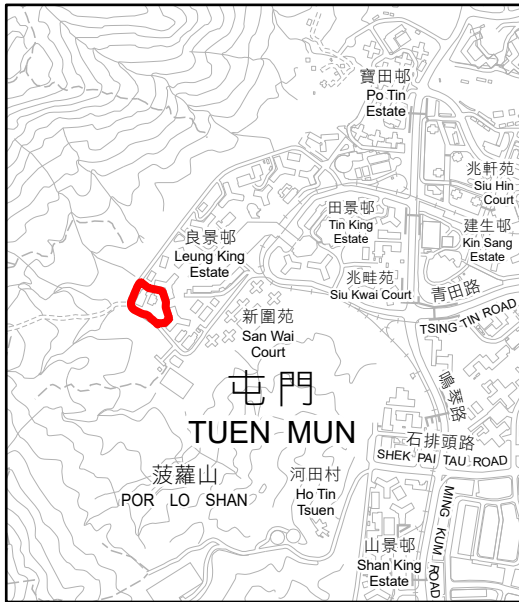 寶田邨
Po Tin
Estate
兆軒苑
Siu Hin
Court
田景邨
Tin King
Estate
建生邨
Kin Sang
Estate
良景邨
Leung King
Estate
兆畦苑
Siu Kwai Court
青田路
TSING TIN ROAD
新圍苑
San Wai
Court
鳴琴路
屯門
TUEN MUN
石排頭路
SHEK PAI TAU ROAD
菠蘿山
POR LO SHAN
河田村
Ho Tin
Tsuen
MING KUM ROAD
山景邨
Shan King
Estate